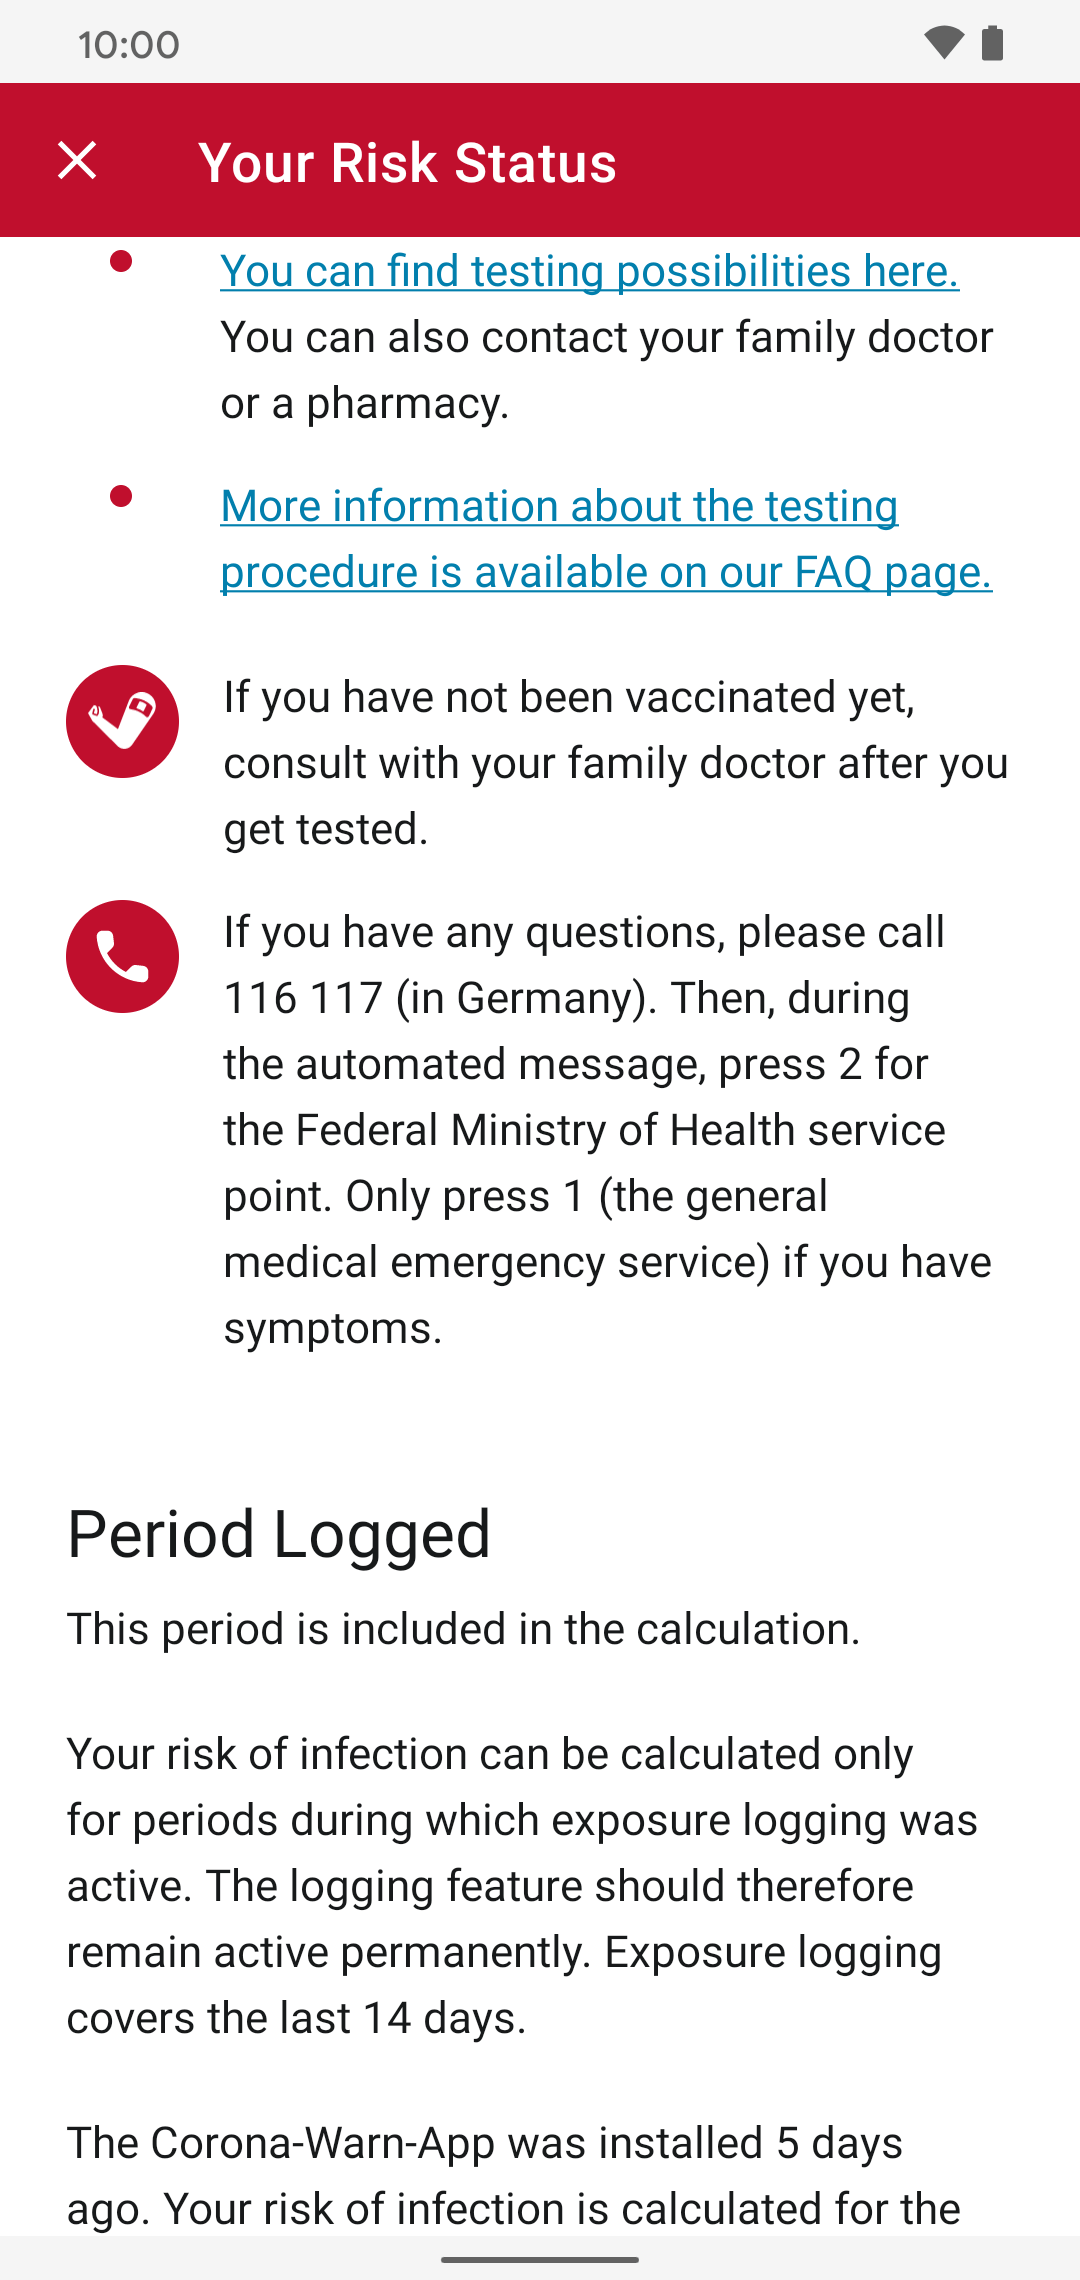 10:00
Your Risk Status
You can find testing possibilities here.
You can also contact your family doctor
or a pharmacy.
More information about the testing
procedure is available on our FAQ page.
If you have not been vaccinated yet,
consult with your family doctor after you
get tested.
If you have any questions, please call
116 117 (in Germany). Then, during
the automated message, press 2 for
the Federal Ministry of Health service
point. Only press 1 (the general
medical emergency service) if you have
symptoms.
Period Logged
This period is included in the calculation.
Your risk of infection can be calculated only
for periods during which exposure logging was
active. The logging feature should therefore
remain active permanently. Exposure logging
covers the last 14 days.
The Corona-Warn-App was installed 5 days
ago. Your risk of infection is calculated for the